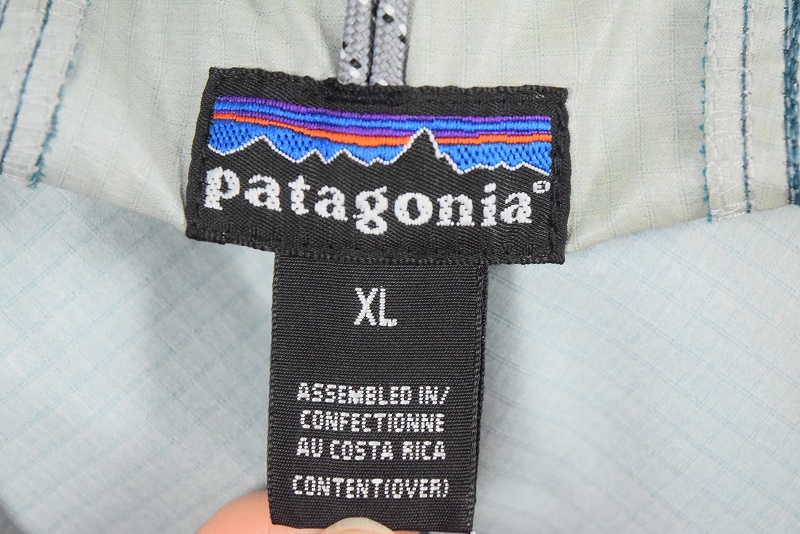 patagonia®
XL
ASSEMBLED IN/
CONFECTIONNE
AU COSTA RICA
CONTENT(OVER)